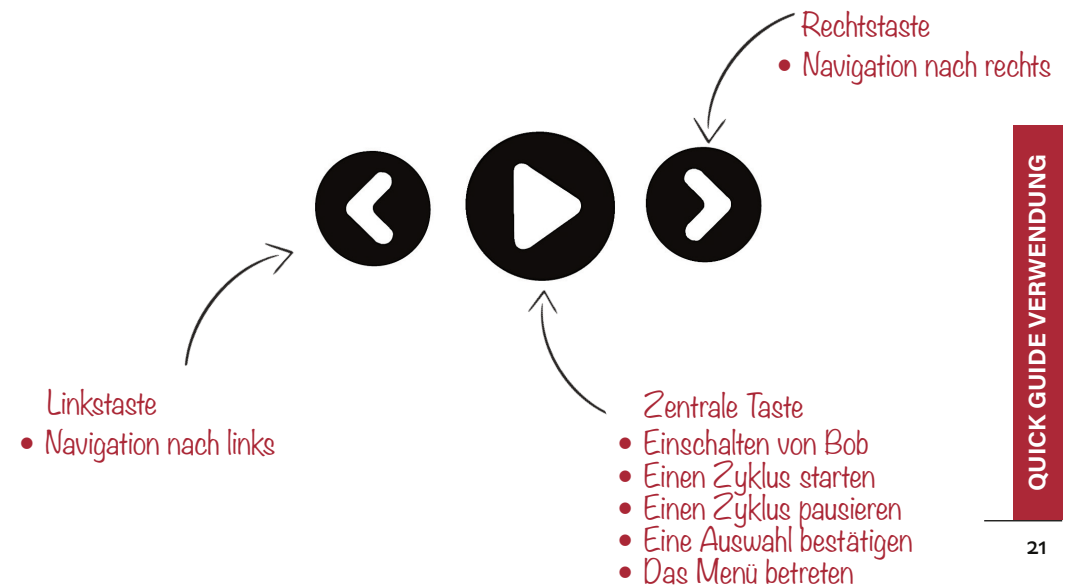 Rechtstaste
• Navigation nach rechts
Linkstaste
• Navigation nach links
Zentrale Taste
• Einschalten von Bob
• Einen Zyklus starten
• Einen Zyklus pausieren
• Eine Auswahl bestätigen
• Das Menü betreten
QUICK GUIDE VERWENDUNG
21